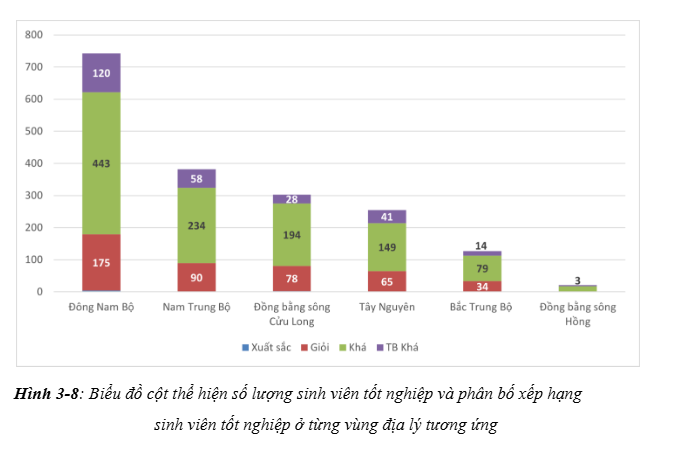 800
700
600
500
400
300
200
100
0
120
443
175
58
234
90
28
194
78
41
149
65
14
79
34
3
Đông Nam Bộ
Nam Trung Bộ
Đồng bằng sông
Cửu Long
Tây Nguyên
Bắc Trung Bộ
Đồng bằng sông
Hồng
Xuất sắc Giỏi Khá TB Khá
Hình 3-8: Biểu đồ cột thể hiện số lượng sinh viên tốt nghiệp và phân bố xếp hạng
sinh viên tốt nghiệp ở từng vùng địa lý tương ứng